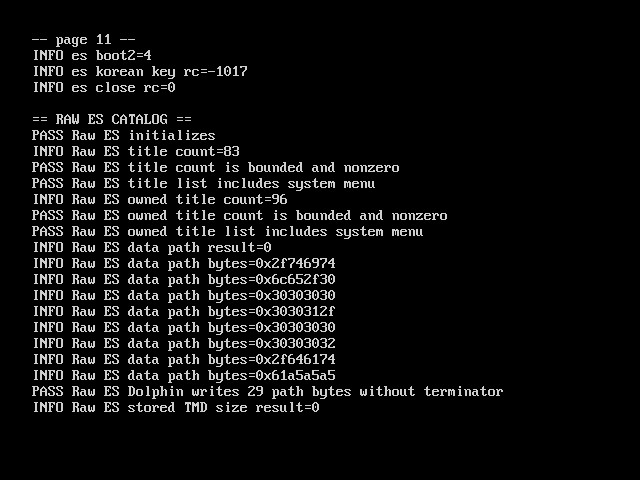 -- page 11 --
INFO es boot2=4
INFO es korean key rc=-1017
INFO es close rc=0
== RAW ES CATALOG ==
PASS Raw ES initializes
INFO Raw ES title count=83
PASS Raw ES title count is bounded and nonzero
PASS Raw ES title list includes system menu
INFO Raw ES owned title count=96
PASS Raw ES owned title count is bounded and nonzero
PASS Raw ES owned title list includes system menu
INFO Raw ES data path result=0
INFO Raw ES data path bytes=0x2f746974
INFO Raw ES data path bytes=0x6c652f30
INFO Raw ES data path bytes=0x30303030
INFO Raw ES data path bytes=0x3030312f
INFO Raw ES data path bytes=0x30303030
INFO Raw ES data path bytes=0x30303032
INFO Raw ES data path bytes=0x2f646174
INFO Raw ES data path bytes=0x61a5a5a5
PASS Raw ES Dolphin writes 29 path bytes without terminator
INFO Raw ES stored TMD size result=0